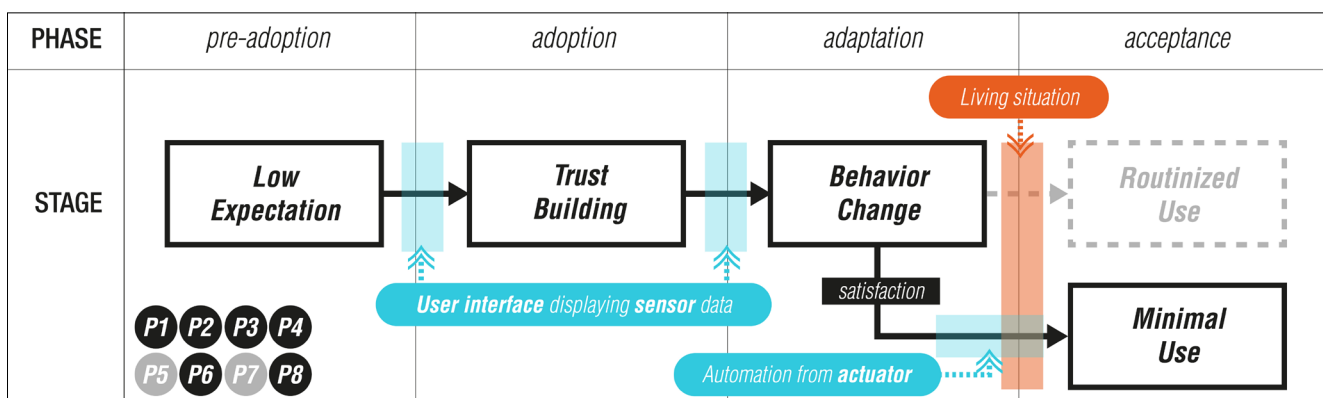 PHASE pre-adoption adoption adaptation acceptance
Living situation
STAGE
Low
Expectation
Trust
Building
Behavior
Change
Routinized
Use
satisfaction
User interface displaying sensor data
Minimal
Use
Automation from actuator
P1 P2 P3 P4
P5 P6 P7 P8